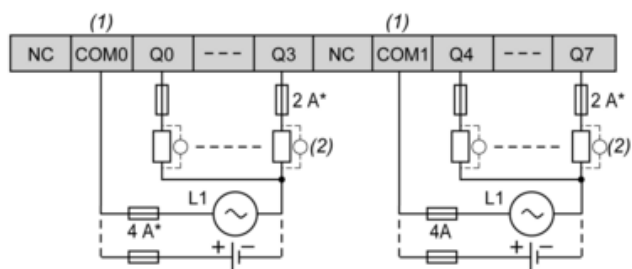 (1) (1)
NC COM0 Q0 --- Q3 NC COM1 Q4 --- Q7
2 A* 2 A*
(2) (2)
L1 L1
4 A* 4A
+ − + −